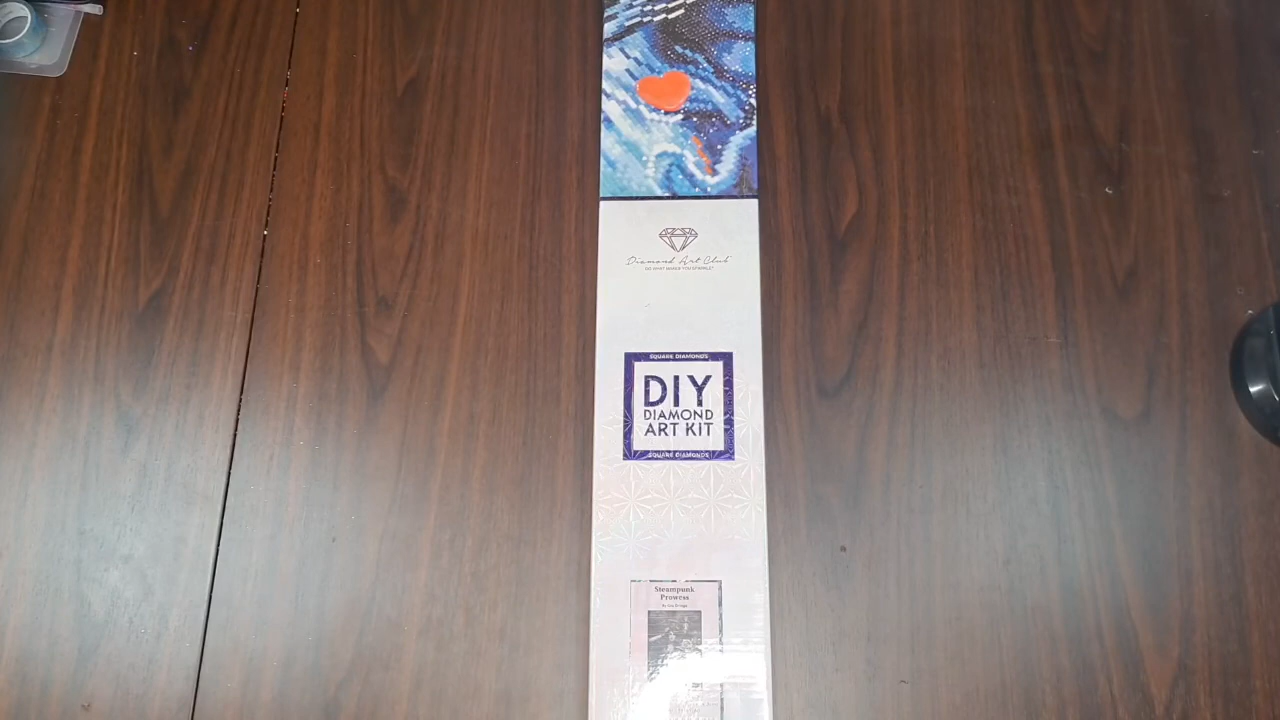 Diamond Art Club
DO WHAT MAKES YOU SPARKLE
SQUARE DIAMONDS
DIY
DIAMOND
ART KIT
SQUARE DIAMONDS
Steampunk
Prowess